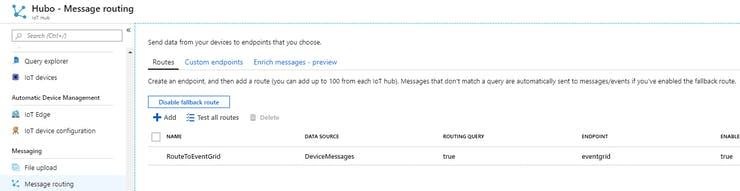 Hubo - Message routing
IoT Hub
Search (Ctrl+/)
Query explorer
IoT devices
Automatic Device Management
IoT Edge
IoT device configuration
Messaging
File upload
Message routing
Send data from your devices to endpoints that you choose.
Routes Custom endpoints Enrich messages - preview
Create an endpoint, and then add a route (you can add up to 100 from each IoT hub). Messages that don't match a query are automatically sent to messages/events if you've enabled the fallback route.
Disable fallback route
Add Test all routes Delete
NAME DATA SOURCE ROUTING QUERY ENDPOINT ENABLE
RouteToEventGrid DeviceMessages true eventgrid true